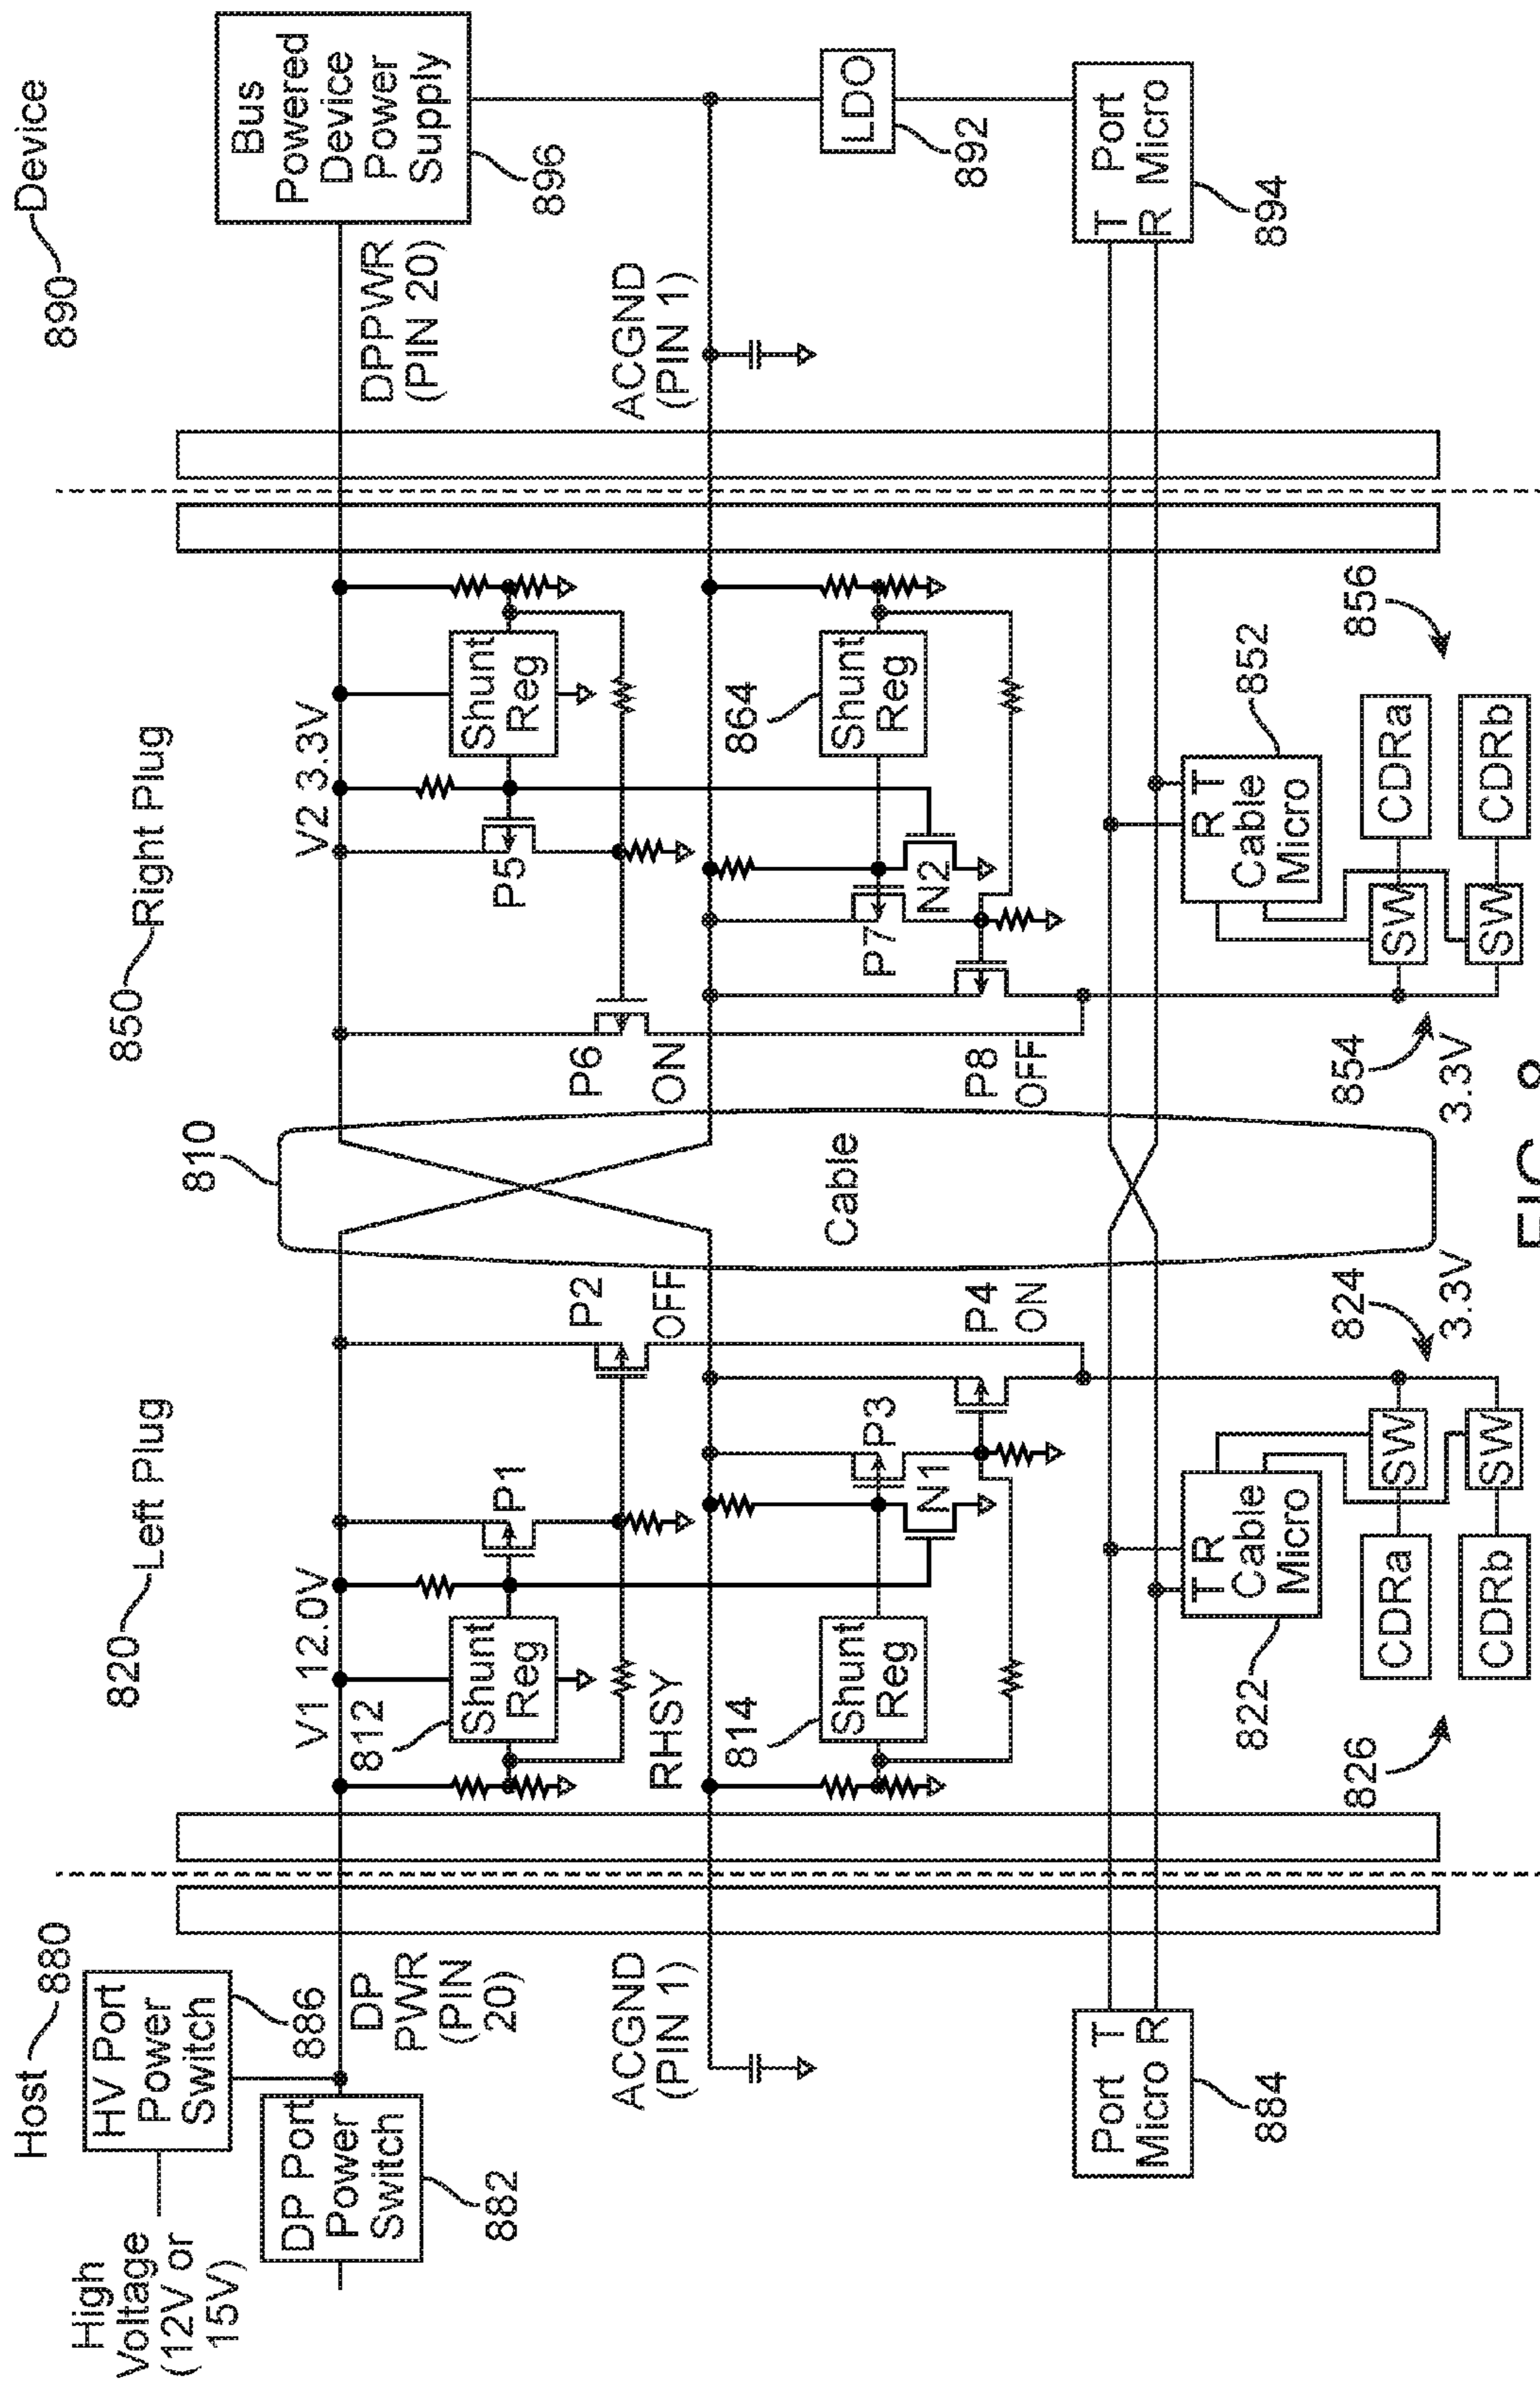 Host
880
Device
890
High
Voltage
(12V or
15V)
HV Port
Power
Switch
886
DP Port
Power
Switch
882
DP
PWR
(PIN
20)
ACGND
(PIN 1)
Port
Micro
T
R
884
820
Left Plug
V1 12.0V
812
Shunt
Reg
P1
P2
OFF
RHSY
814
Shunt
Reg
P3
N1
P4
ON
T R
Cable
Micro
822
SW
SW
CDRa
CDRb
826
824
3.3V
810
Cable
850
Right Plug
V2 3.3V
Shunt
Reg
P5
P6
ON
864
Shunt
Reg
P7
N2
P8
OFF
R T
Cable
Micro
852
SW
SW
CDRa
CDRb
856
854
3.3V
Bus
Powered
Device
Power
Supply
896
DPPWR
(PIN 20)
ACGND
(PIN 1)
LDO
892
T
R
Port
Micro
894